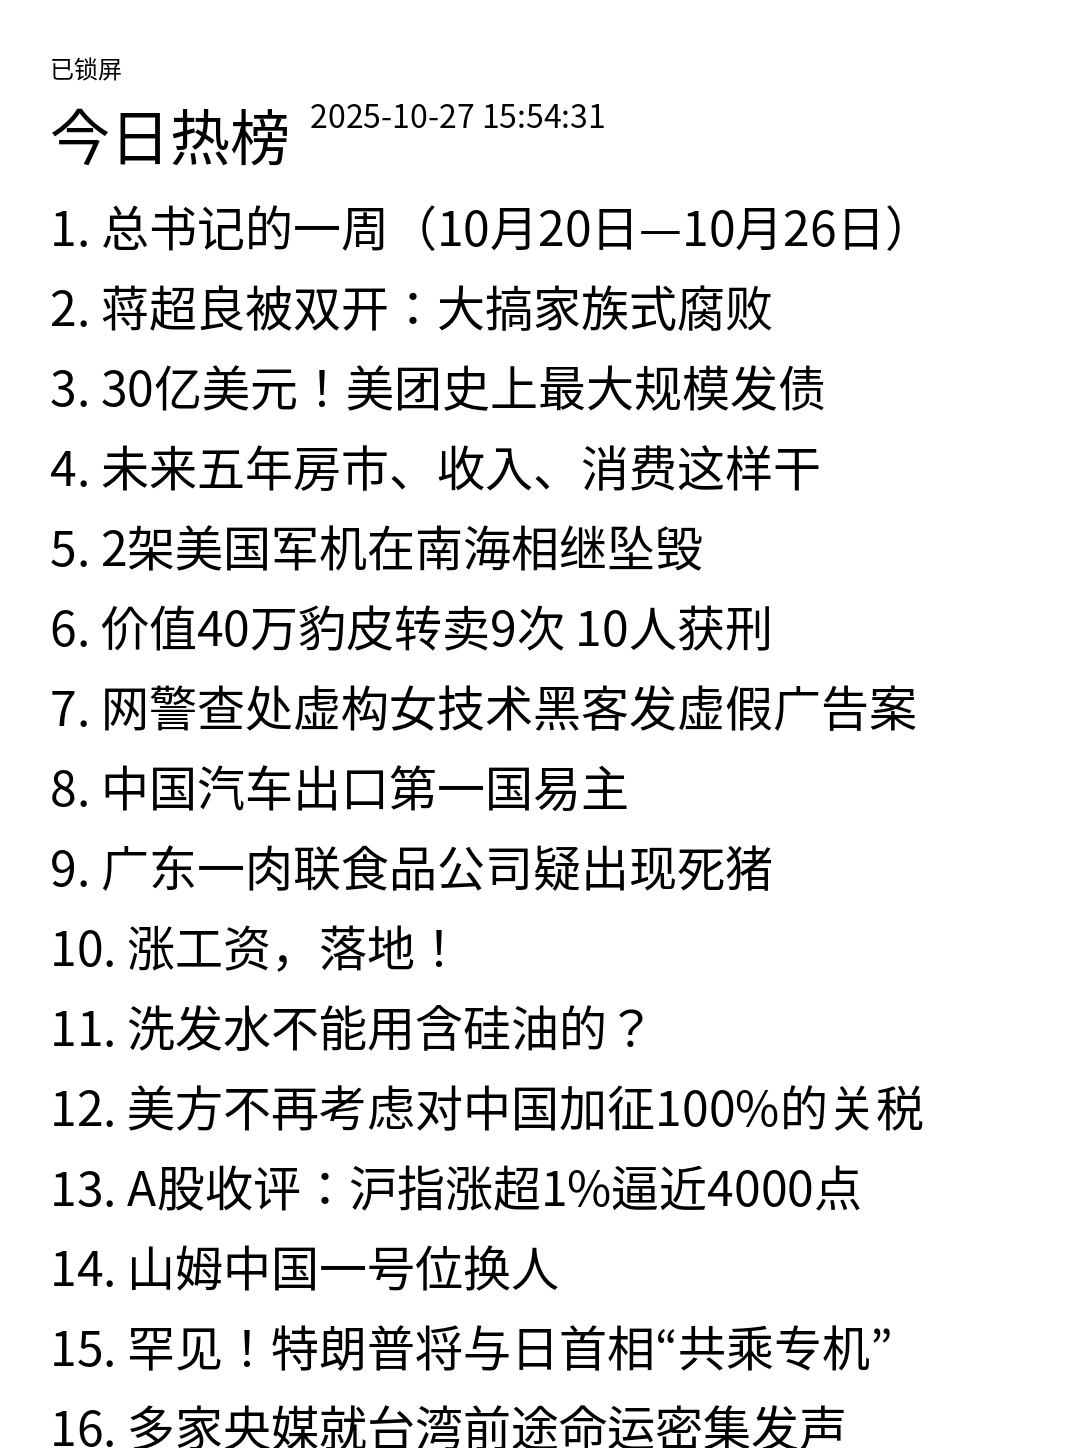 已锁屏
今日热榜 2025-10-27 15:54:31
1. 总书记的一周（10月20日—10月26日）
2. 蒋超良被双开：大搞家族式腐败
3. 30亿美元！美团史上最大规模发债
4. 未来五年房市、收入、消费这样干
5. 2架美国军机在南海相继坠毁
6. 价值40万豹皮转卖9次 10人获刑
7. 网警查处虚构女技术黑客发虚假广告案
8. 中国汽车出口第一国易主
9. 广东一肉联食品公司疑出现死猪
10. 涨工资，落地！
11. 洗发水不能用含硅油的？
12. 美方不再考虑对中国加征100%的关税
13. A股收评：沪指涨超1%逼近4000点
14. 山姆中国一号位换人
15. 罕见！特朗普将与日首相“共乘专机”
16. 多家央媒就台湾前途命运密集发声